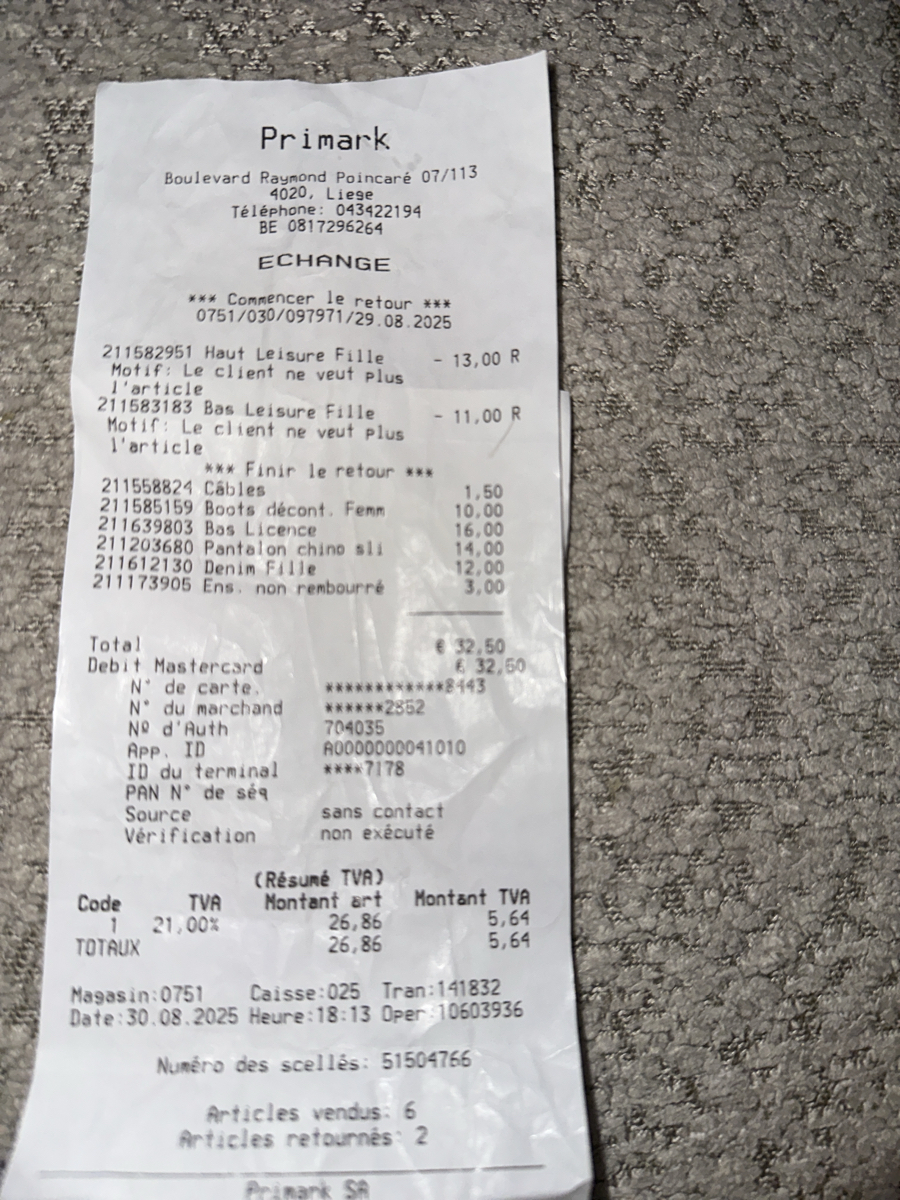 Primark
Boulevard Raymond Poincaré 07/113
4020, Liege
Téléphone: 043422194
BE 0817296264
ECHANGE
*** Commencer le retour ***
0751/030/097971/29.08.2025
211582951 Haut Leisure Fille - 13,00 R
Motif: Le client ne veut plus
l'article
211583183 Bas Leisure Fille - 11,00 R
Motif: Le client ne veut plus
l'article
*** Finir le retour ***
211558824 Câbles 1,50
211585159 Boots décont. Femm 10,00
211639803 Bas Licence 16,00
211203680 Pantalon chino sli 14,00
211612130 Denim Fille 12,00
211173905 Ens. non rembourré 3,00
Total € 32,50
Debit Mastercard € 32,50
N° de carte. ************8443
N° du marchand ******2852
Nº d'Auth 704035
App. ID A0000000041010
ID du terminal ****7178
PAN N° de séq
Source sans contact
Vérification non exécuté
(Résumé TVA)
Code TVA Montant art Montant TVA
1 21,00% 26,86 5,64
TOTAUX 26,86 5,64
Magasin:0751 Caisse:025 Tran:141832
Date:30.08.2025 Heure:18:13 Oper:10603936
Numéro des scellés: 51504766
Articles vendus: 6
Articles retournés: 2
Primark SA